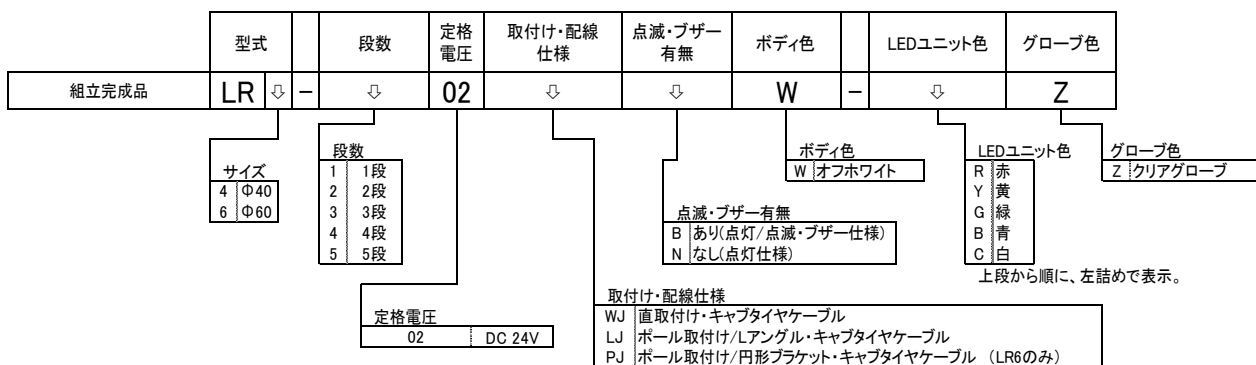 型式 段数 定格電圧 取付け・配線仕様 点滅・ブザー有無 ボディ色 LEDユニット色 グローブ色
組立完成品 LR ⇩ − ⇩ 02 ⇩ ⇩ W − ⇩ Z
サイズ
4 Φ40
6 Φ60
段数
1 1段
2 2段
3 3段
4 4段
5 5段
定格電圧
02 DC 24V
取付け・配線仕様
WJ 直取付け・キャブタイヤケーブル
LJ ポール取付け/Lアングル・キャブタイヤケーブル
PJ ポール取付け/円形ブラケット・キャブタイヤケーブル (LR6のみ)
点滅・ブザー有無
B あり(点灯/点滅・ブザー仕様)
N なし(点灯仕様)
ボディ色
W オフホワイト
LEDユニット色
R 赤
Y 黄
G 緑
B 青
C 白
上段から順に、左詰めで表示。
グローブ色
Z クリアグローブ